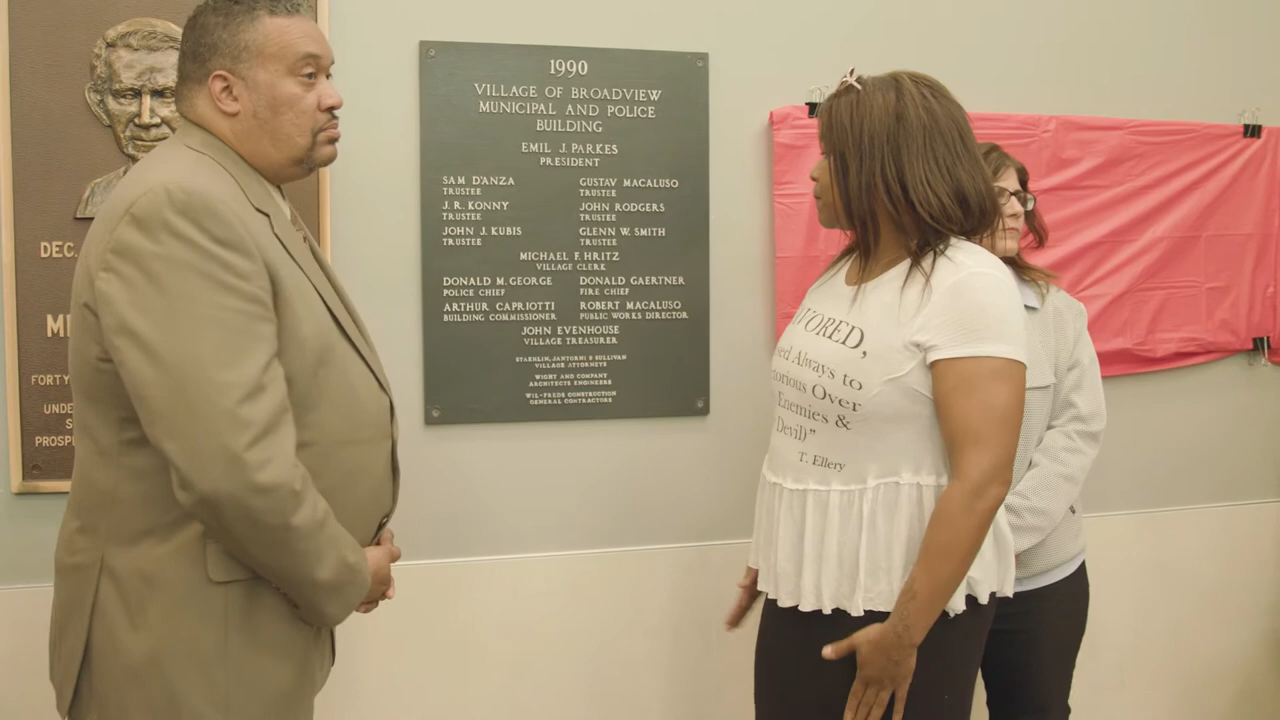 DEC.
FORTY
UNDE
PROSPE
1990
VILLAGE OF BROADVIEW
MUNICIPAL AND POLICE
BUILDING
EMIL J. PARKES
PRESIDENT
SAM D'ANZA
TRUSTEE
GUSTAV MACALUSO
TRUSTEE
J. R. KONNY
TRUSTEE
JOHN RODGERS
TRUSTEE
JOHN J. KUBIS
TRUSTEE
GLENN W. SMITH
TRUSTEE
MICHAEL F. HRITZ
VILLAGE CLERK
DONALD M. GEORGE
POLICE CHIEF
DONALD GAERTNER
FIRE CHIEF
ARTHUR CAPRIOTTI
BUILDING COMMISSIONER
ROBERT MACALUSO
PUBLIC WORKS DIRECTOR
JOHN EVENHOUSE
VILLAGE TREASURER
STAEHLIN, JANTORNI & SULLIVAN
VILLAGE ATTORNEYS
WIGHT AND COMPANY
ARCHITECTS ENGINEERS
WIL-FREDS CONSTRUCTION
GENERAL CONTRACTORS
VORED,
ed Always to
torious Over
Enemies &
Devil)"
T. Ellery